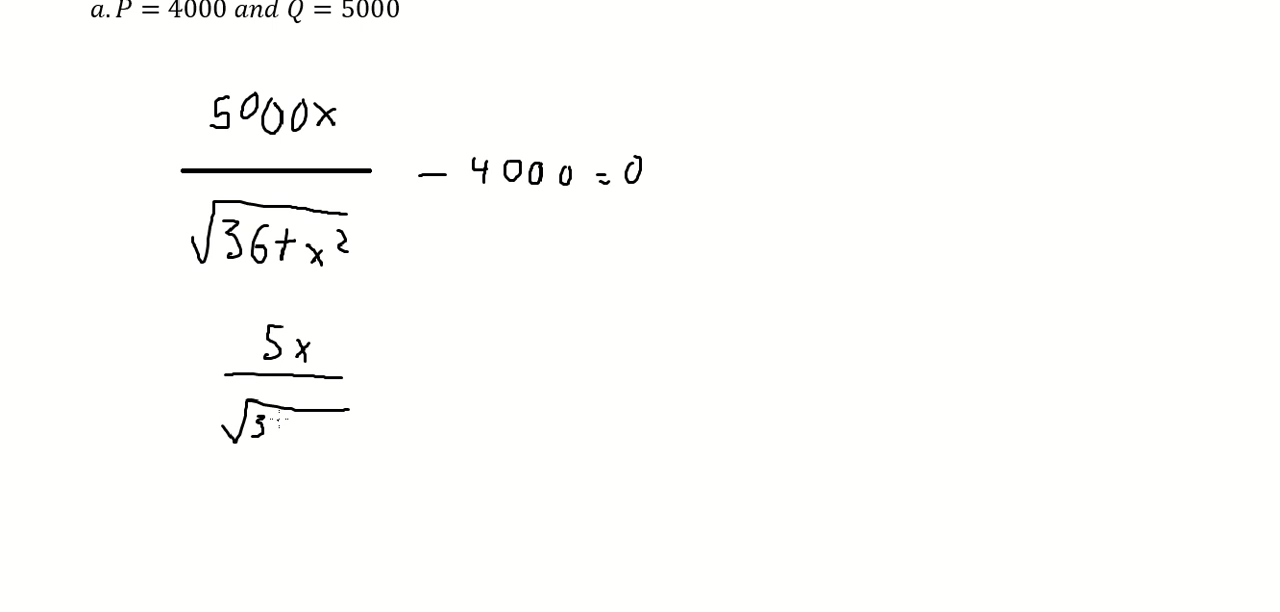 a. P = 4000 and Q = 5000
5000x
— 4000 = 0
√36+x²
5x
√3